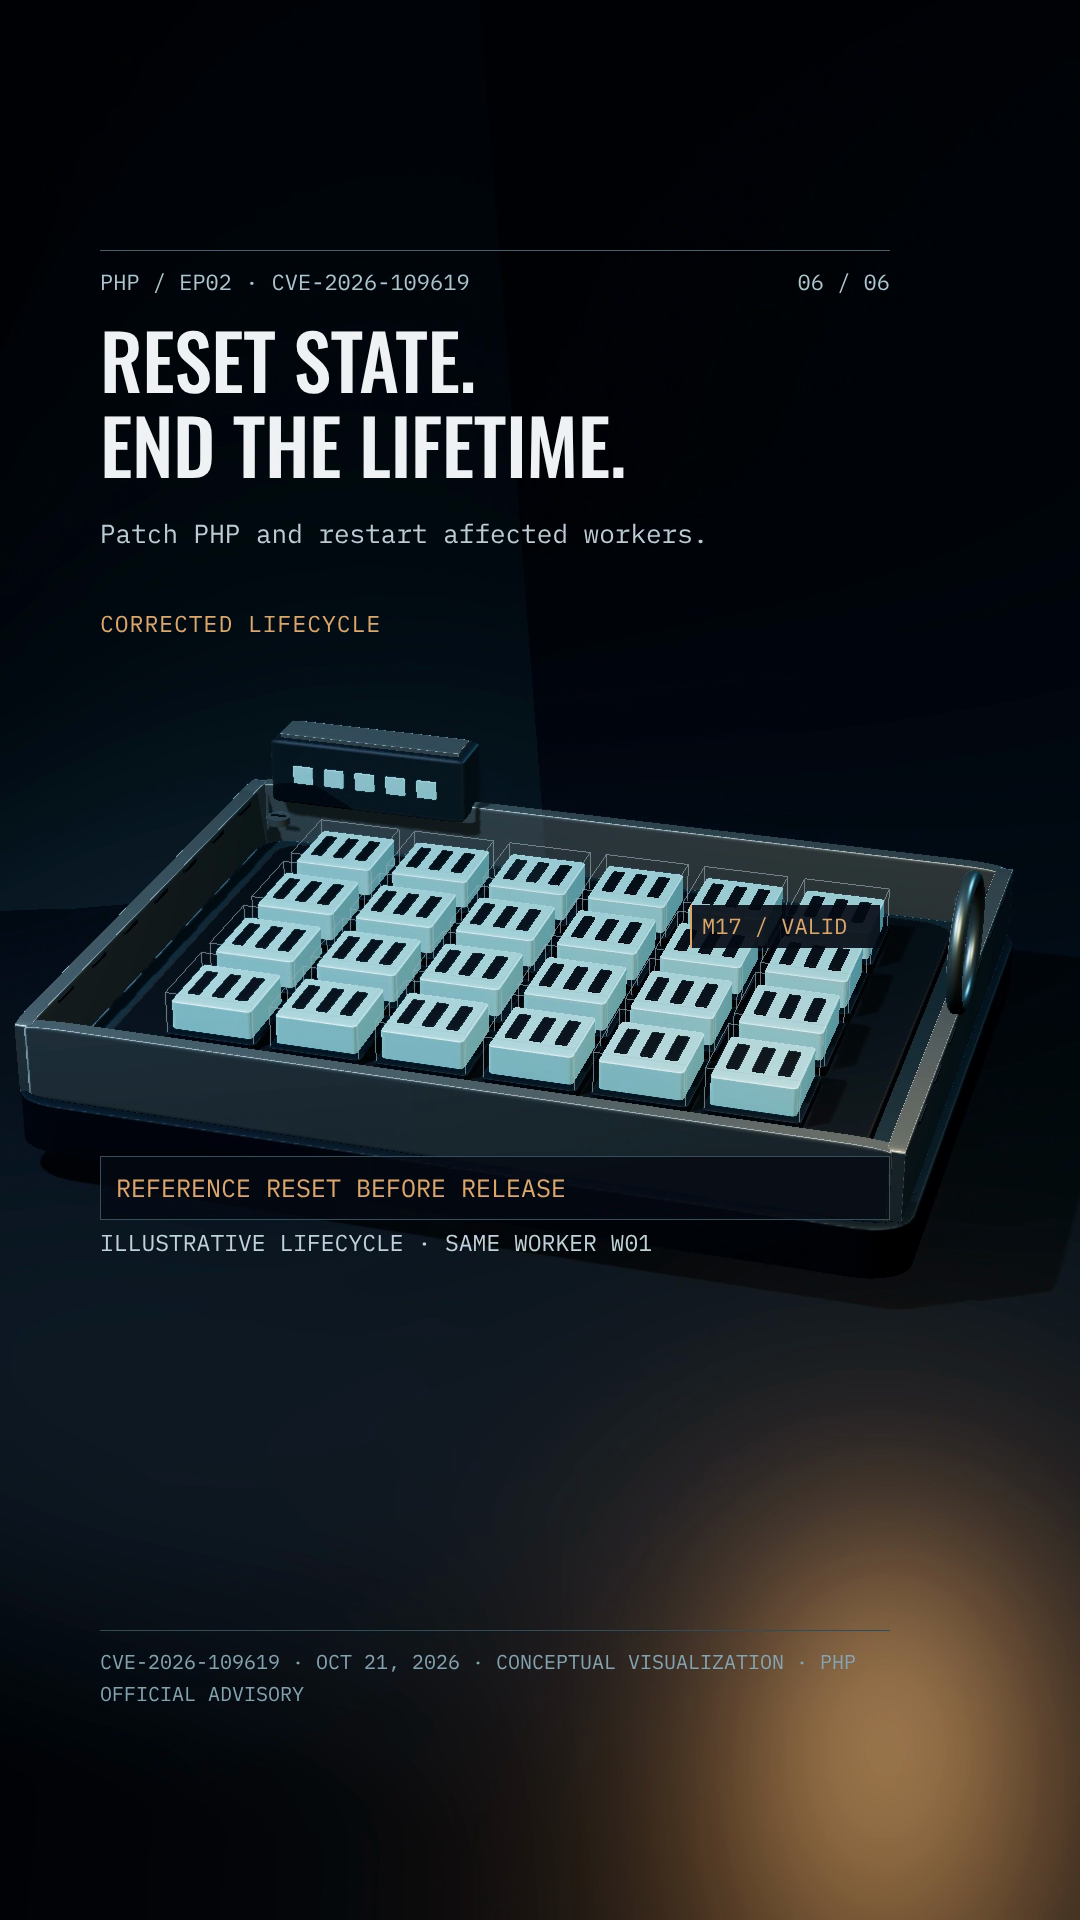 PHP / EP02 · CVE-2026-109619
06 / 06
RESET STATE.
END THE LIFETIME.
Patch PHP and restart affected workers.
CORRECTED LIFECYCLE
M17 / VALID
REFERENCE RESET BEFORE RELEASE
ILLUSTRATIVE LIFECYCLE · SAME WORKER W01
CVE-2026-109619 · OCT 21, 2026 · CONCEPTUAL VISUALIZATION · PHP
OFFICIAL ADVISORY